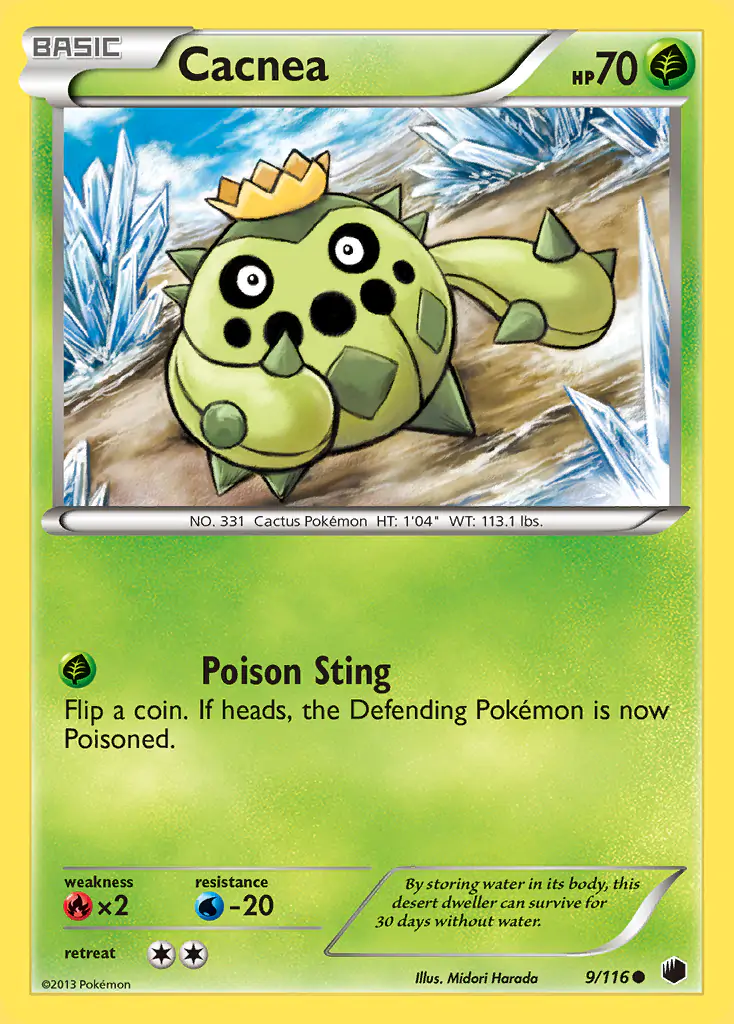 BASIC
Cacnea
HP70
NO. 331 Cactus Pokémon HT: 1'04" WT: 113.1 lbs.
Poison Sting
Flip a coin. If heads, the Defending Pokémon is now
Poisoned.
weakness
×2
resistance
-20
retreat
By storing water in its body, this
desert dweller can survive for
30 days without water.
©2013 Pokémon
Illus. Midori Harada
9/116